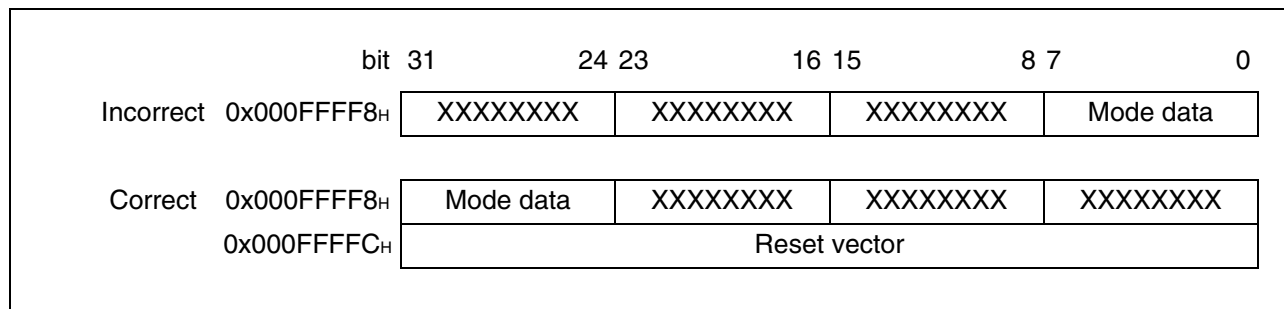 bit 31 24 23 16 15 8 7 0
Incorrect 0x000FFFF8H XXXXXXXX XXXXXXXX XXXXXXXX Mode data
Correct 0x000FFFF8H Mode data XXXXXXXX XXXXXXXX XXXXXXXX
0x000FFFFCH Reset vector